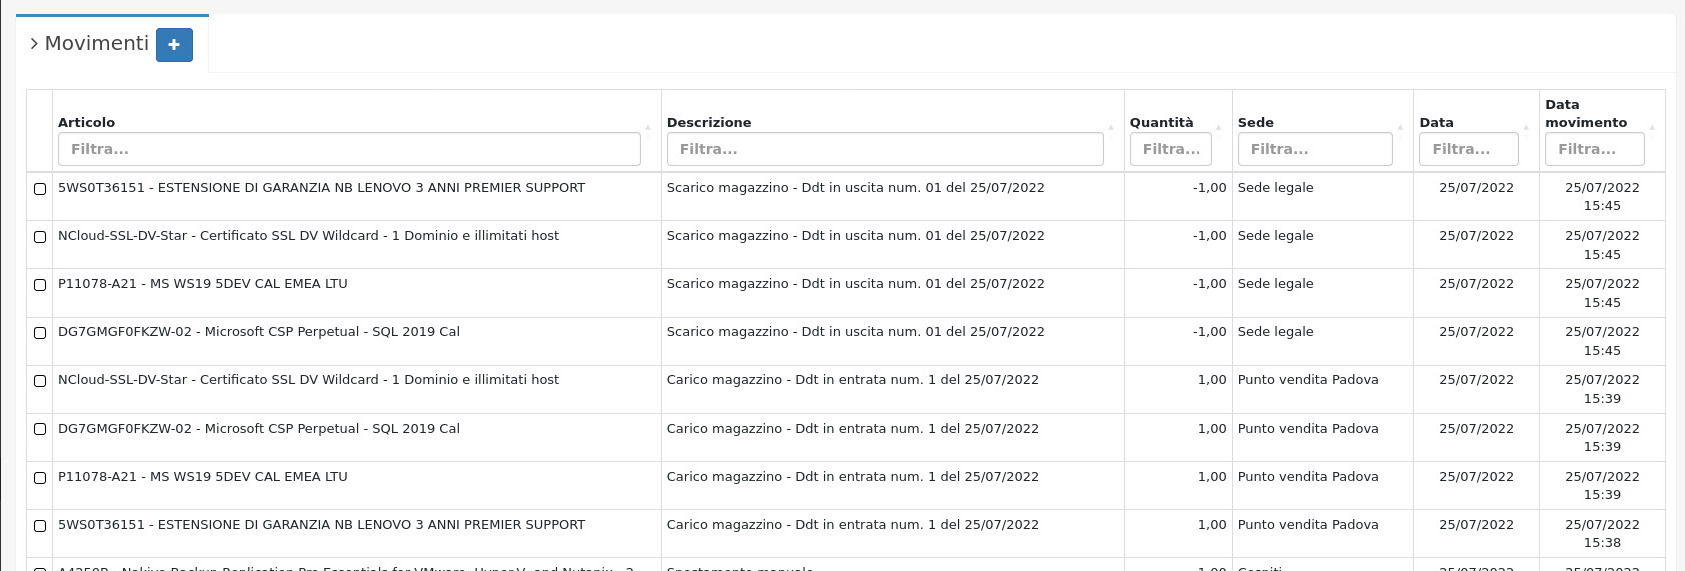 Movimenti +
Articolo Descrizione Quantità Sede Data Data movimento
Filtra... Filtra... Filtra... Filtra... Filtra... Filtra...
5WS0T36151 - ESTENSIONE DI GARANZIA NB LENOVO 3 ANNI PREMIER SUPPORT Scarico magazzino - Ddt in uscita num. 01 del 25/07/2022 -1,00 Sede legale 25/07/2022 25/07/2022
15:45
NCloud-SSL-DV-Star - Certificato SSL DV Wildcard - 1 Dominio e illimitati host Scarico magazzino - Ddt in uscita num. 01 del 25/07/2022 -1,00 Sede legale 25/07/2022 25/07/2022
15:45
P11078-A21 - MS WS19 5DEV CAL EMEA LTU Scarico magazzino - Ddt in uscita num. 01 del 25/07/2022 -1,00 Sede legale 25/07/2022 25/07/2022
15:45
DG7GMGF0FKZW-02 - Microsoft CSP Perpetual - SQL 2019 Cal Scarico magazzino - Ddt in uscita num. 01 del 25/07/2022 -1,00 Sede legale 25/07/2022 25/07/2022
15:45
NCloud-SSL-DV-Star - Certificato SSL DV Wildcard - 1 Dominio e illimitati host Carico magazzino - Ddt in entrata num. 1 del 25/07/2022 1,00 Punto vendita Padova 25/07/2022 25/07/2022
15:39
DG7GMGF0FKZW-02 - Microsoft CSP Perpetual - SQL 2019 Cal Carico magazzino - Ddt in entrata num. 1 del 25/07/2022 1,00 Punto vendita Padova 25/07/2022 25/07/2022
15:39
P11078-A21 - MS WS19 5DEV CAL EMEA LTU Carico magazzino - Ddt in entrata num. 1 del 25/07/2022 1,00 Punto vendita Padova 25/07/2022 25/07/2022
15:39
5WS0T36151 - ESTENSIONE DI GARANZIA NB LENOVO 3 ANNI PREMIER SUPPORT Carico magazzino - Ddt in entrata num. 1 del 25/07/2022 1,00 Punto vendita Padova 25/07/2022 25/07/2022
15:38